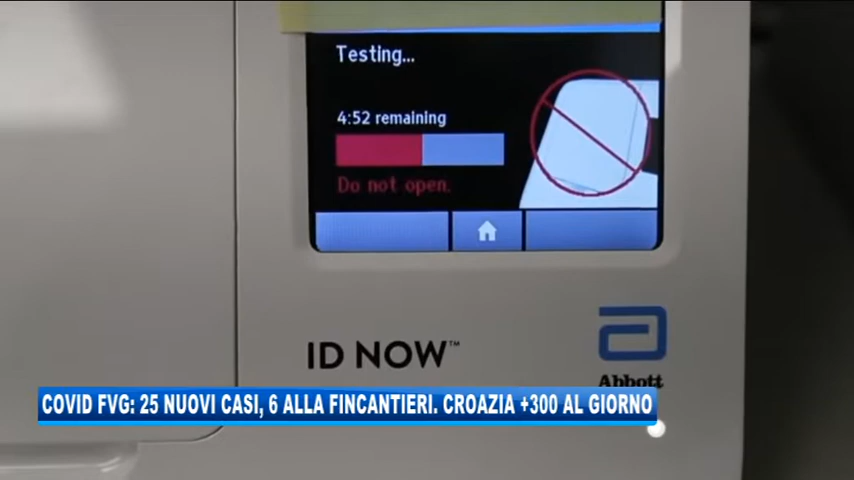 Testing...
4:52 remaining
Do not open.
ID NOW™
Abbott
COVID FVG: 25 NUOVI CASI, 6 ALLA FINCANTIERI. CROAZIA +300 AL GIORNO